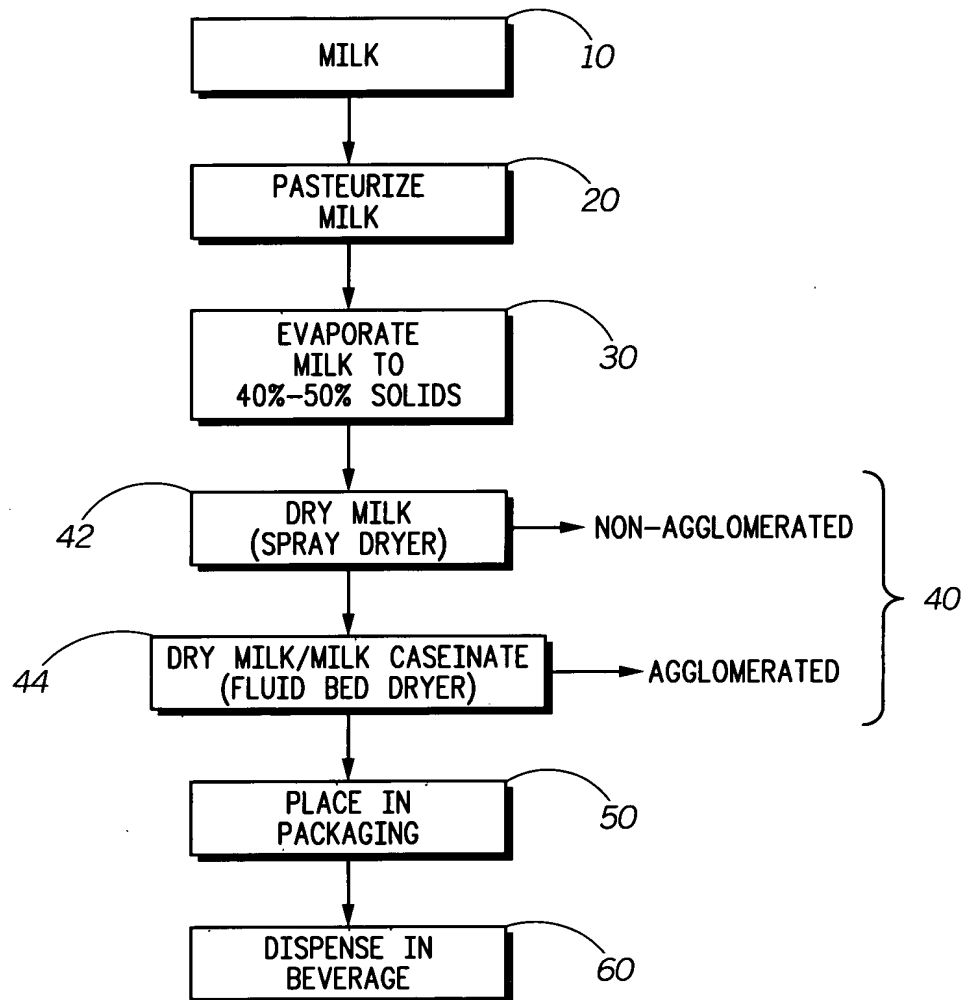 MILK
10
PASTEURIZE
MILK
20
EVAPORATE
MILK TO
40%-50% SOLIDS
30
42
DRY MILK
(SPRAY DRYER)
NON-AGGLOMERATED
40
44
DRY MILK/MILK CASEINATE
(FLUID BED DRYER)
AGGLOMERATED
PLACE IN
PACKAGING
50
DISPENSE IN
BEVERAGE
60